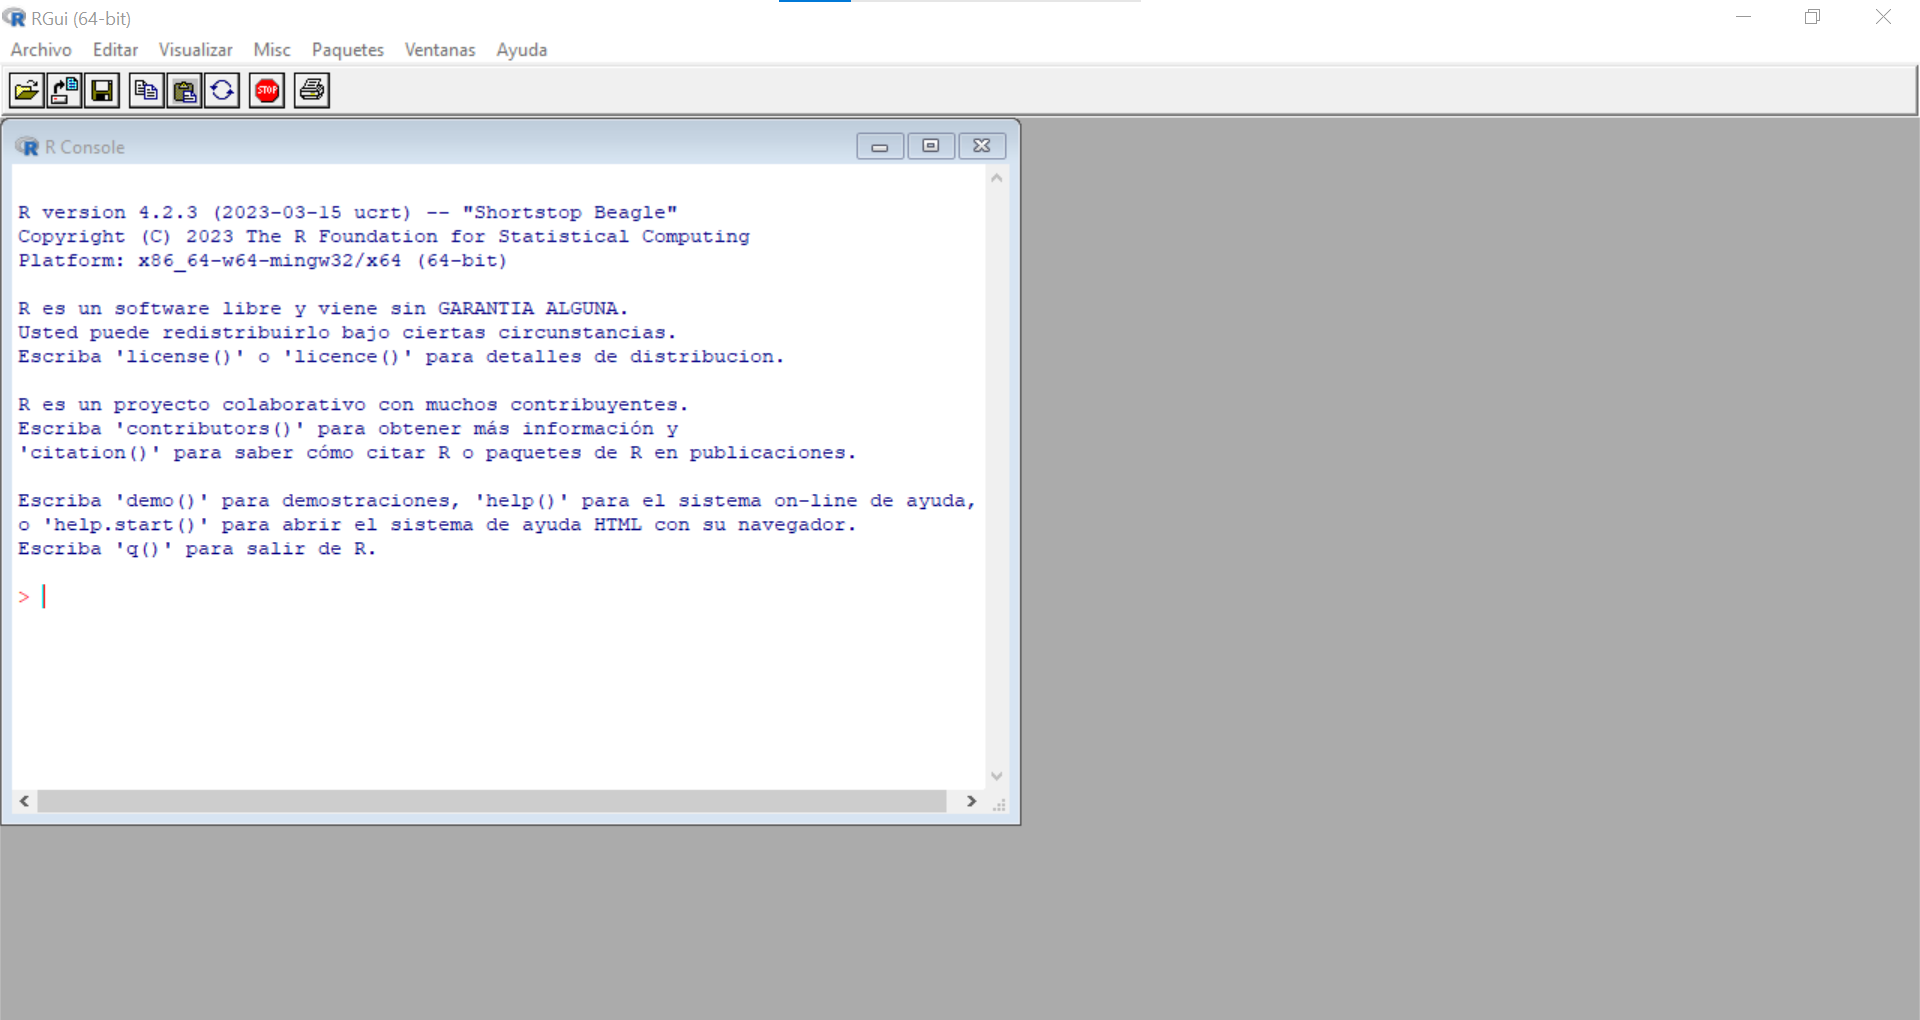 RGui (64-bit)
Archivo Editar Visualizar Misc Paquetes Ventanas Ayuda
STOP
R Console
R version 4.2.3 (2023-03-15 ucrt) -- "Shortstop Beagle"
Copyright (C) 2023 The R Foundation for Statistical Computing
Platform: x86_64-w64-mingw32/x64 (64-bit)
R es un software libre y viene sin GARANTIA ALGUNA.
Usted puede redistribuirlo bajo ciertas circunstancias.
Escriba 'license()' o 'licence()' para detalles de distribucion.
R es un proyecto colaborativo con muchos contribuyentes.
Escriba 'contributors()' para obtener más información y
'citation()' para saber cómo citar R o paquetes de R en publicaciones.
Escriba 'demo()' para demostraciones, 'help()' para el sistema on-line de ayuda,
o 'help.start()' para abrir el sistema de ayuda HTML con su navegador.
Escriba 'q()' para salir de R.
>